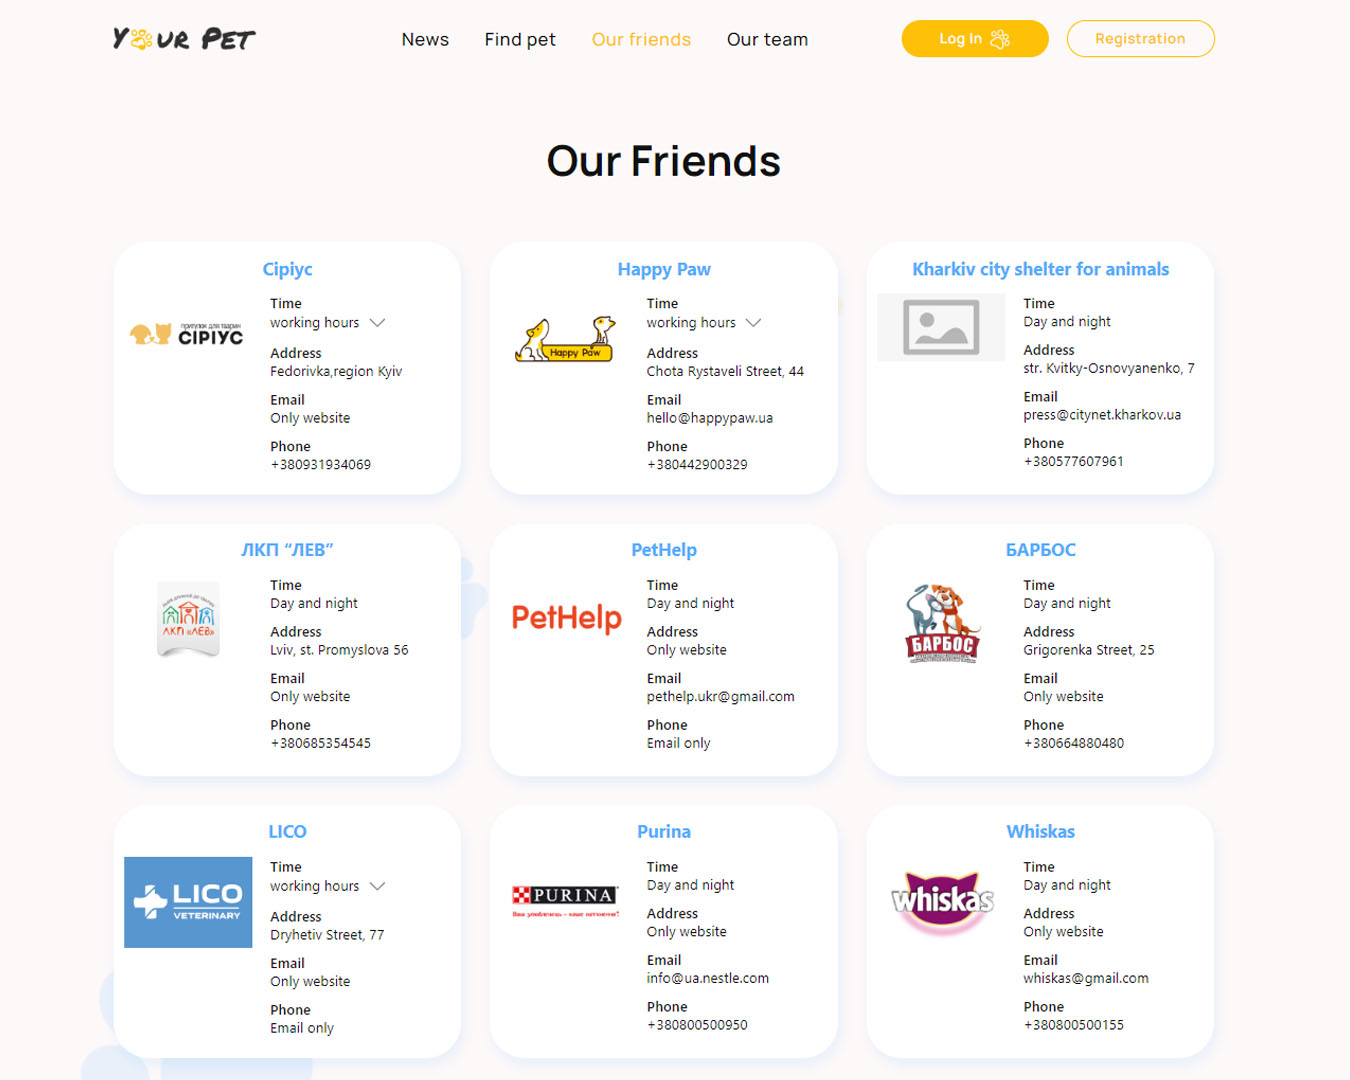 YOUR PET
News
Find pet
Our friends
Our team
Log In
Registration
Our Friends
Сіріус
притулок для тварин
СІРІУС
Time
working hours
Address
Fedorivka,region Kyiv
Email
Only website
Phone
+380931934069
Happy Paw
Happy Paw
Time
working hours
Address
Chota Rystaveli Street, 44
Email
hello@happypaw.ua
Phone
+380442900329
Kharkiv city shelter for animals
Time
Day and night
Address
str. Kvitky-Osnovyanenko, 7
Email
press@citynet.kharkov.ua
Phone
+380577607961
ЛКП “ЛЕВ”
ЛКП «ЛЕВ»
Time
Day and night
Address
Lviv, st. Promyslova 56
Email
Only website
Phone
+380685354545
PetHelp
PetHelp
Time
Day and night
Address
Only website
Email
pethelp.ukr@gmail.com
Phone
Email only
БАРБОС
БАРБОС
Time
Day and night
Address
Grigorenka Street, 25
Email
Only website
Phone
+380664880480
LICO
LICO
VETERINARY
Time
working hours
Address
Dryhetiv Street, 77
Email
Only website
Phone
Email only
Purina
PURINA
Ваш улюбленець – наше натхнення!
Time
Day and night
Address
Only website
Email
info@ua.nestle.com
Phone
+380800500950
Whiskas
whiskas
Time
Day and night
Address
Only website
Email
whiskas@gmail.com
Phone
+380800500155